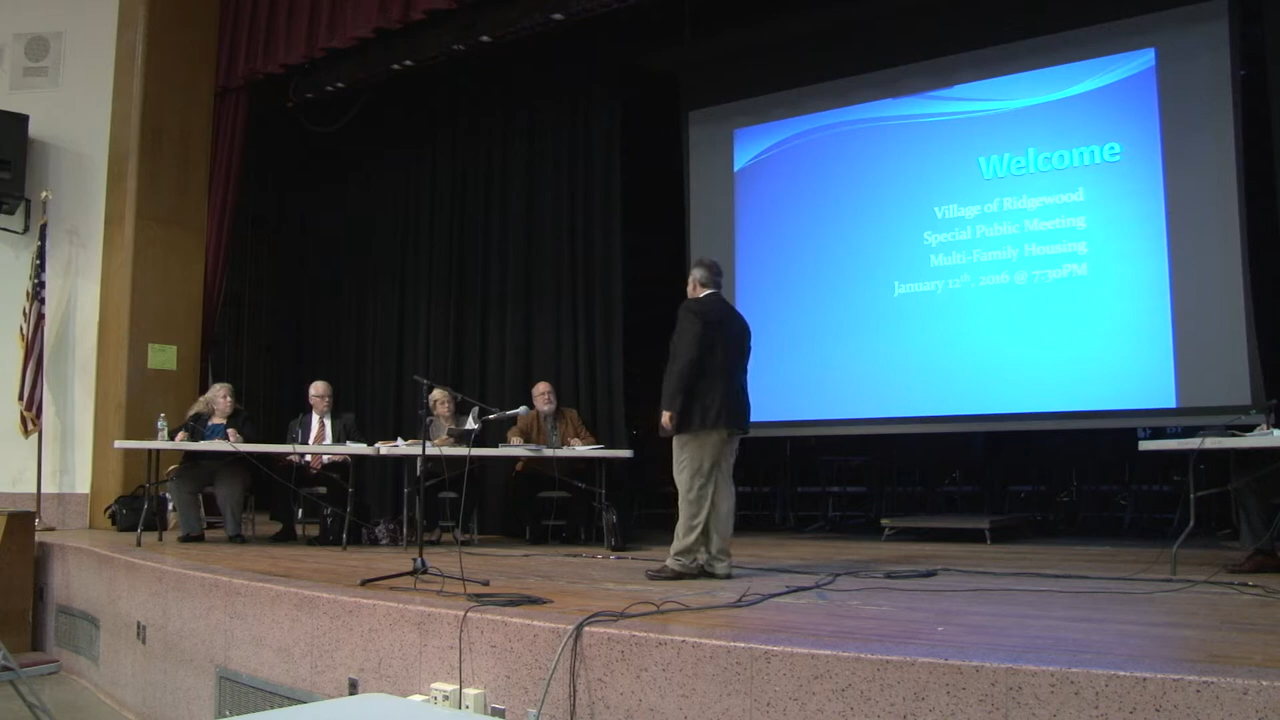 Welcome
Village of Ridgewood
Special Public Meeting
Multi-Family Housing
January 12th, 2016 @ 7:30PM